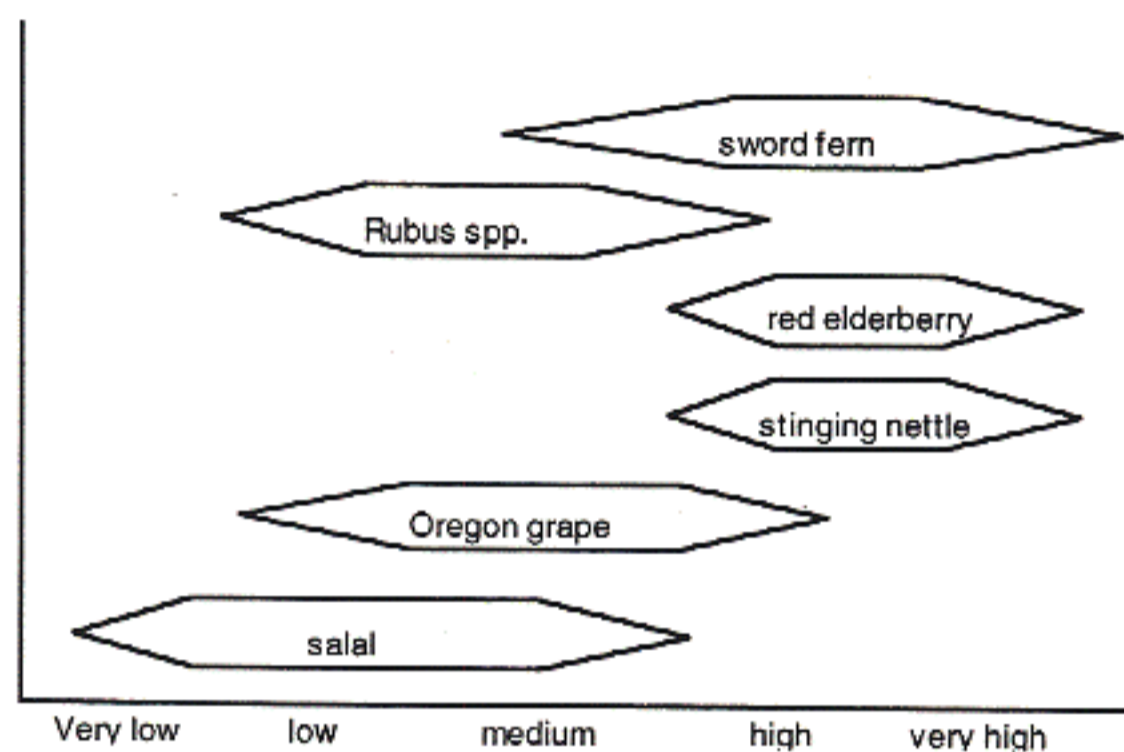 sword fern
Rubus spp.
red elderberry
stinging nettle
Oregon grape
salal
Very low low medium high very high